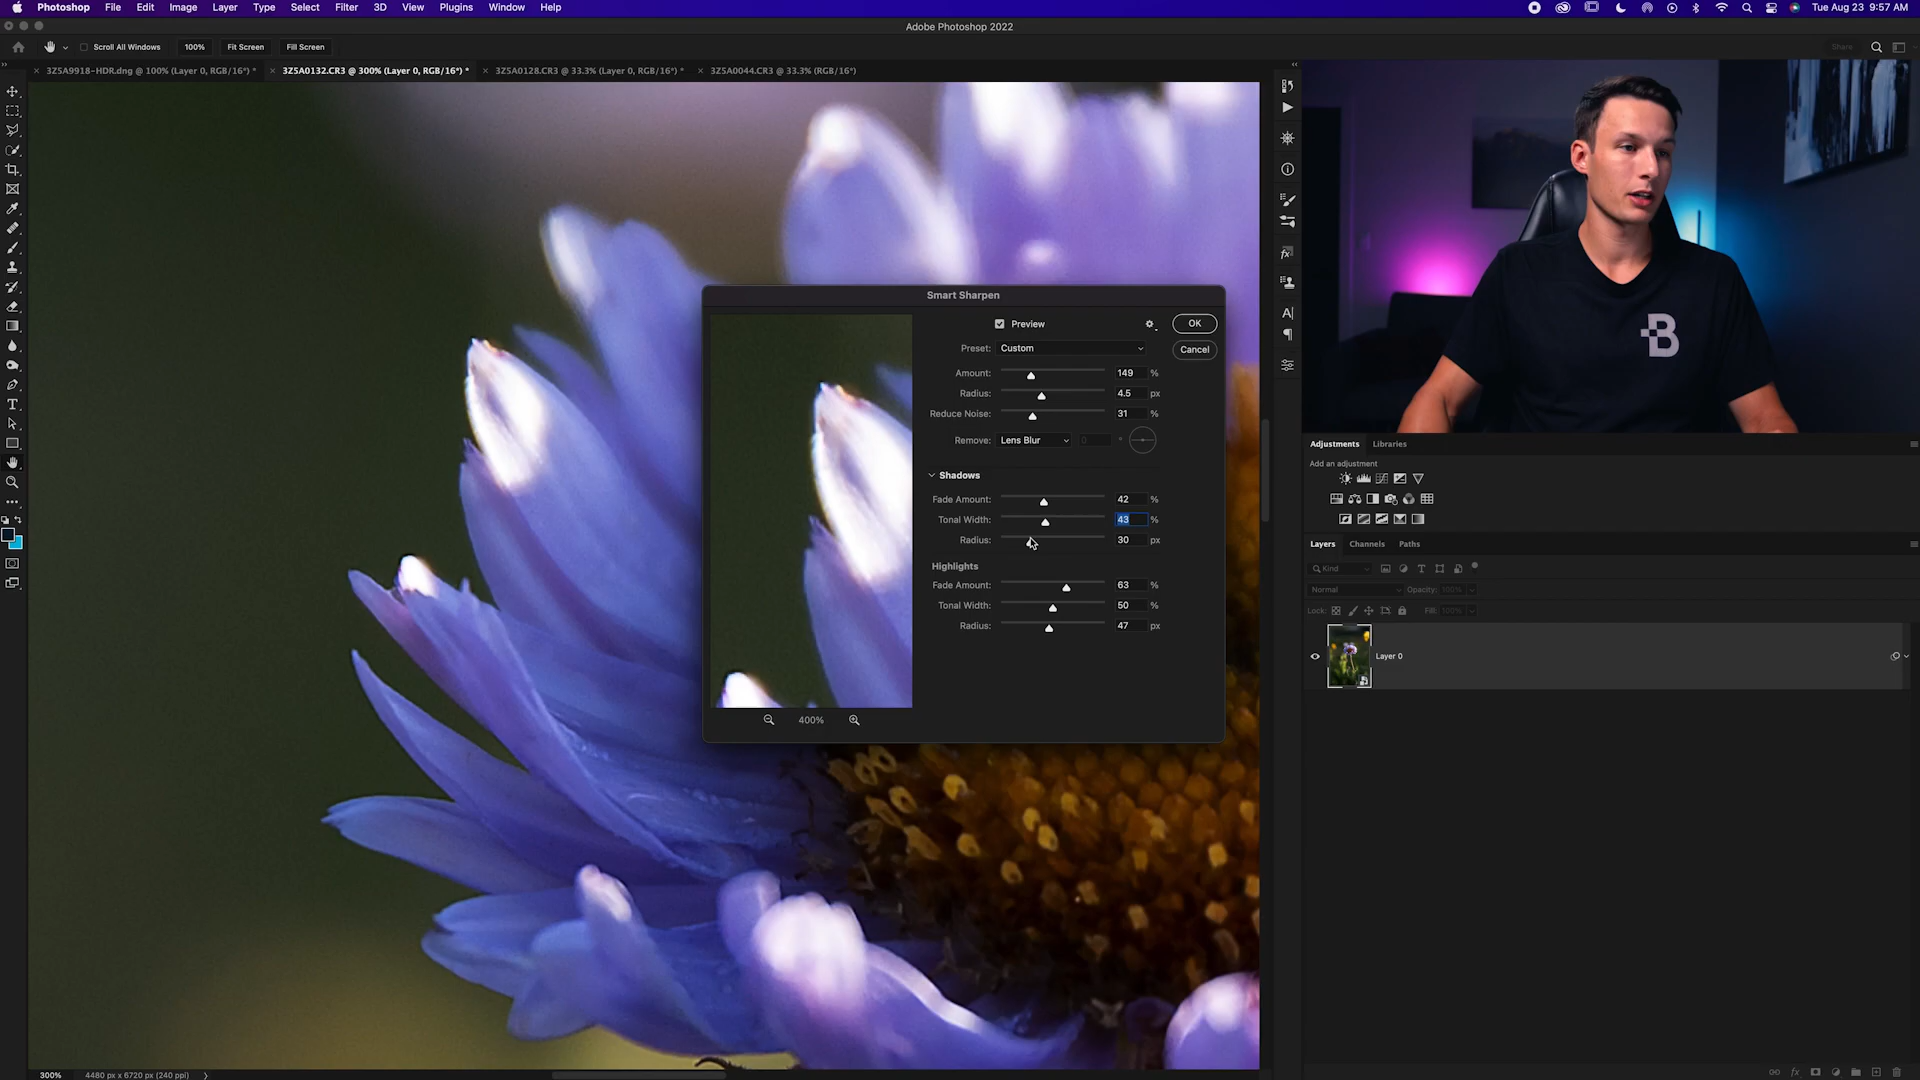 Photoshop File Edit Image Layer Type Select Filter 3D View Plugins Window Help Tue Aug 23 9:57 AM
Adobe Photoshop 2022
Scroll All Windows 100% Fit Screen Fill Screen Share
3Z5A9918-HDR.dng @ 100% (Layer 0, RGB/16*) * 3Z5A0132.CR3 @ 300% (Layer 0, RGB/16*) * 3Z5A0128.CR3 @ 33.3% (Layer 0, RGB/16*) * 3Z5A0044.CR3 @ 33.3% (RGB/16*)
B
Smart Sharpen
Preview OK
Preset: Custom Cancel
Amount: 149 %
Radius: 4.5 px
Reduce Noise: 31 %
Remove: Lens Blur 0 °
Shadows
Fade Amount: 42 %
Tonal Width: 43 %
Radius: 30 px
Highlights
Fade Amount: 63 %
Tonal Width: 50 %
Radius: 47 px
400%
Adjustments Libraries
Add an adjustment
Layers Channels Paths
Kind
Normal Opacity: 100%
Lock: Fill: 100%
Layer 0
300% 4480 px x 6720 px (240 ppi)